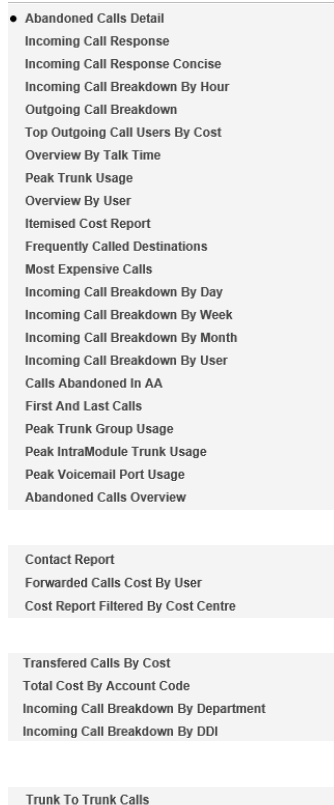 Abandoned Calls Detail
Incoming Call Response
Incoming Call Response Concise
Incoming Call Breakdown By Hour
Outgoing Call Breakdown
Top Outgoing Call Users By Cost
Overview By Talk Time
Peak Trunk Usage
Overview By User
Itemised Cost Report
Frequently Called Destinations
Most Expensive Calls
Incoming Call Breakdown By Day
Incoming Call Breakdown By Week
Incoming Call Breakdown By Month
Incoming Call Breakdown By User
Calls Abandoned In AA
First And Last Calls
Peak Trunk Group Usage
Peak IntraModule Trunk Usage
Peak Voicemail Port Usage
Abandoned Calls Overview
Contact Report
Forwarded Calls Cost By User
Cost Report Filtered By Cost Centre
Transfered Calls By Cost
Total Cost By Account Code
Incoming Call Breakdown By Department
Incoming Call Breakdown By DDI
Trunk To Trunk Calls